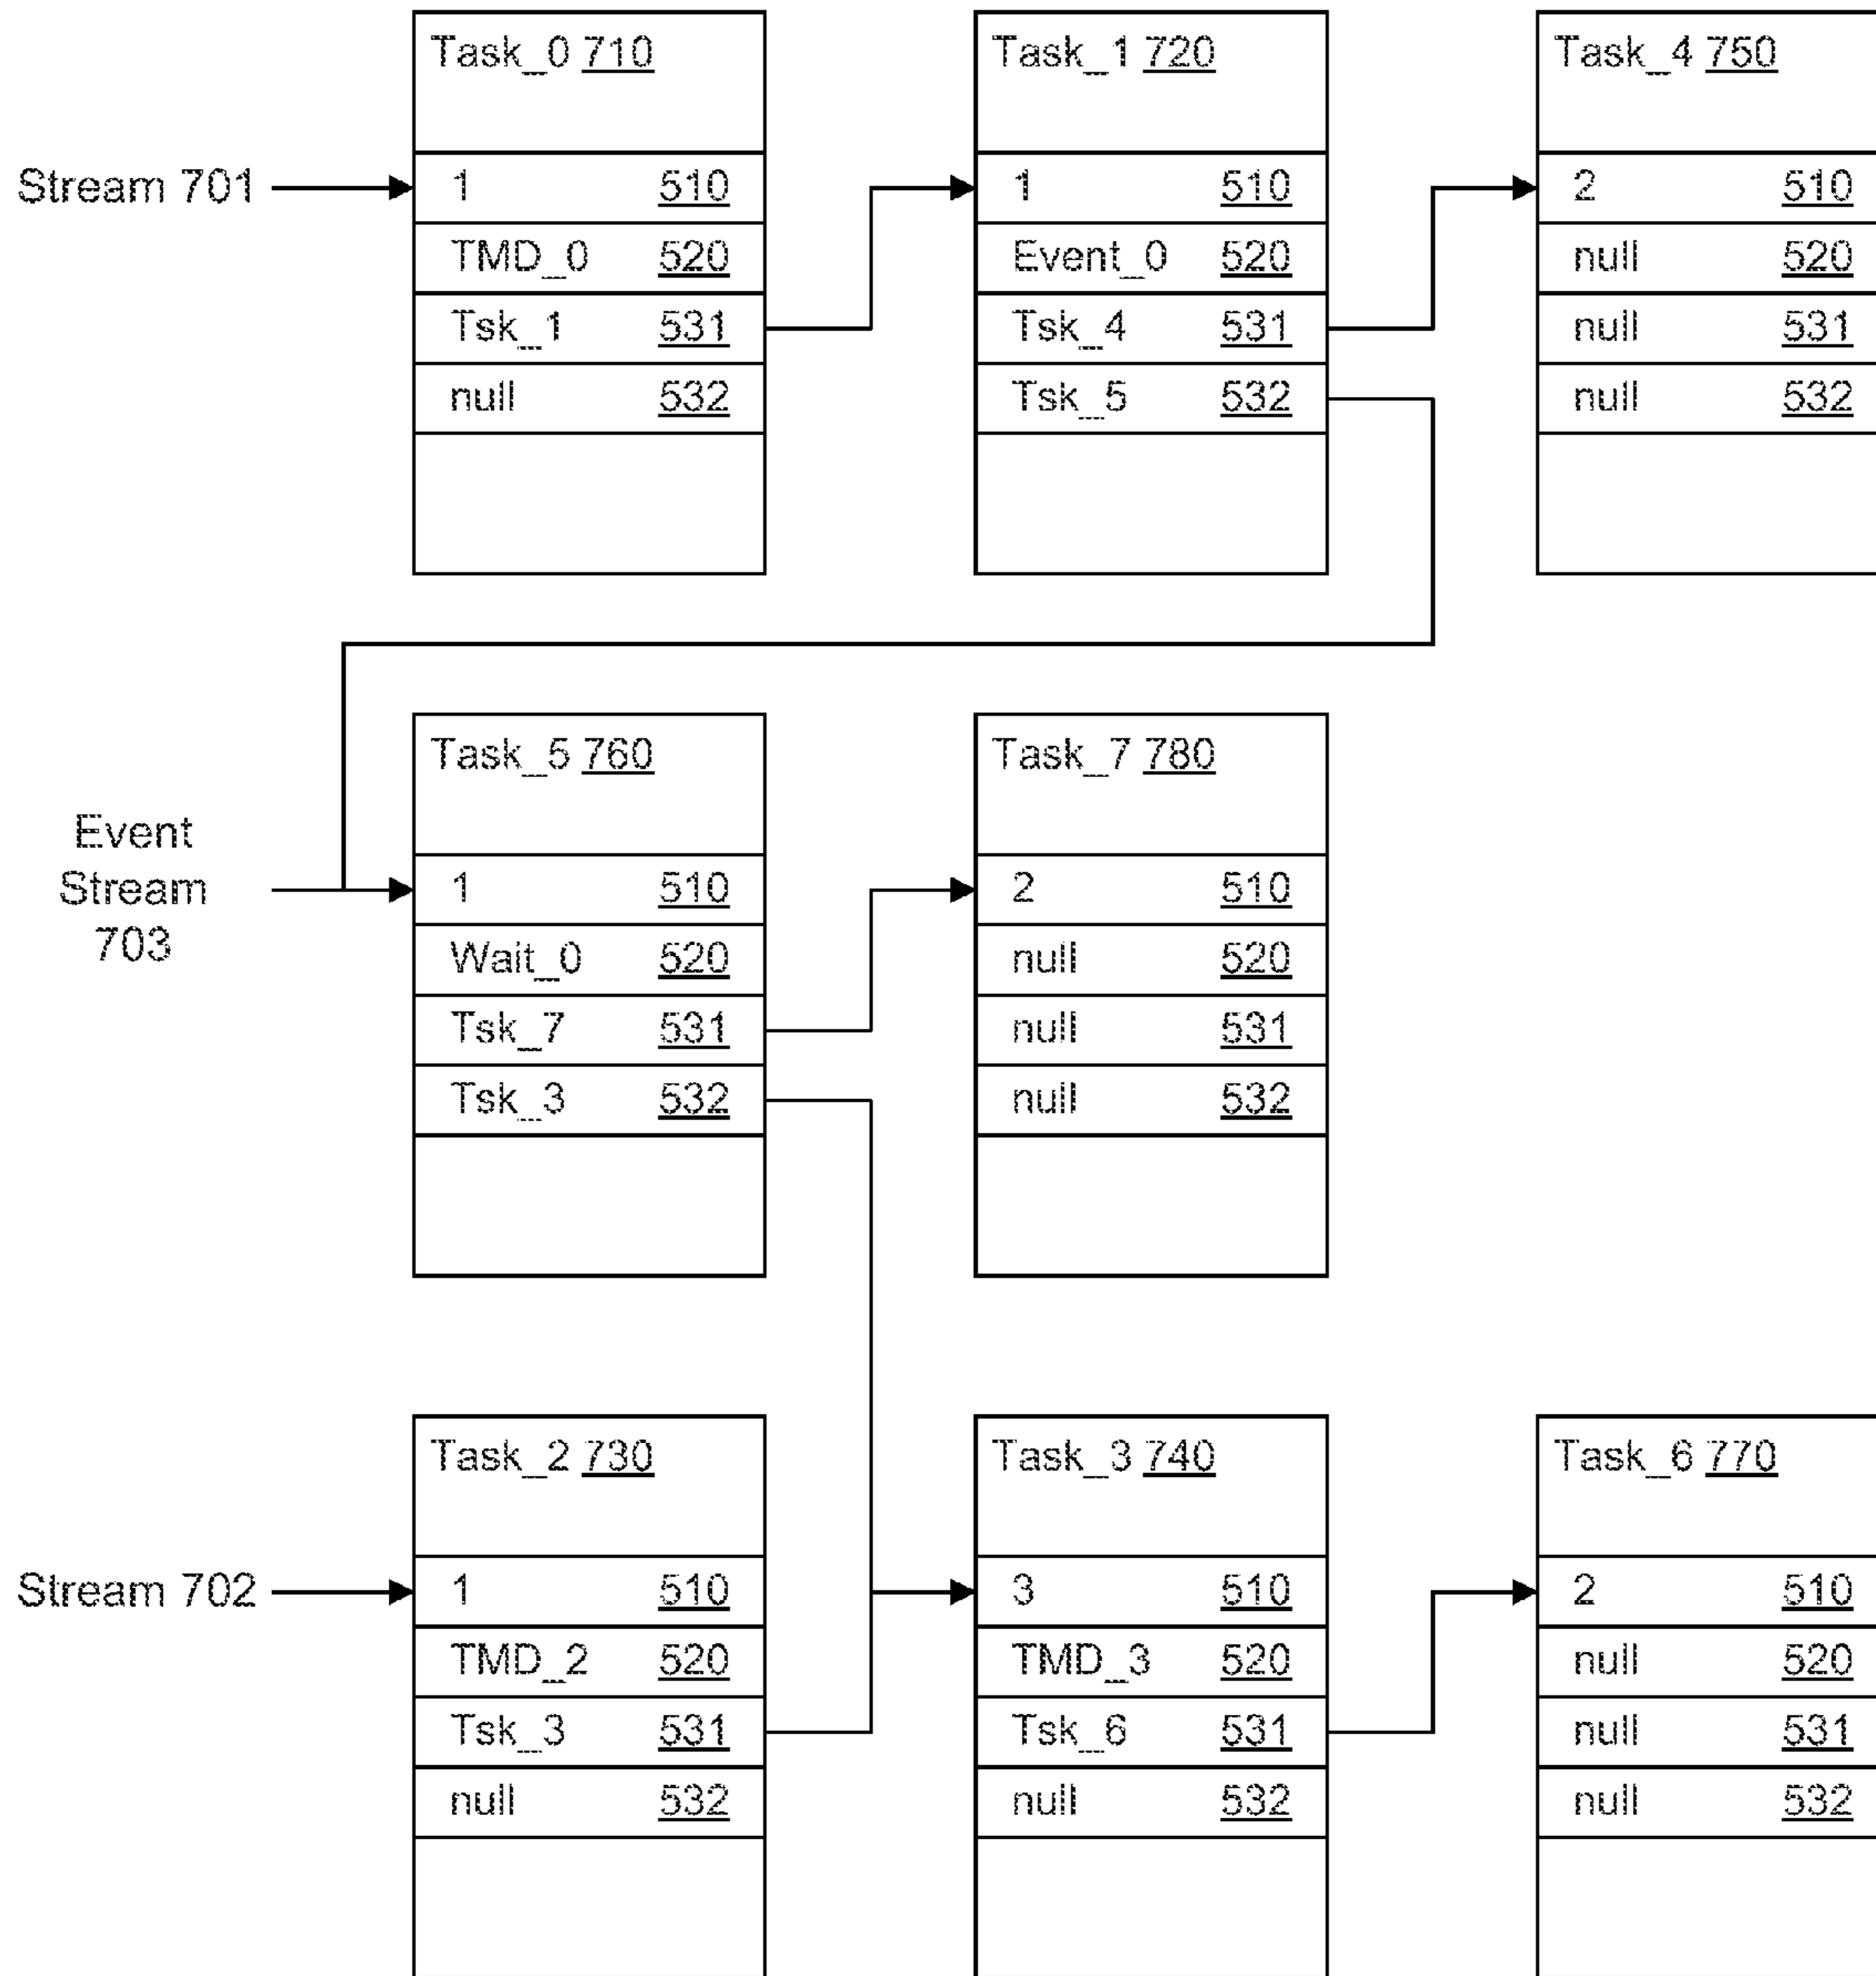 Task_0 710
Task_1 720
Task_4 750
Stream 701
1 510
1 510
2 510
TMD_0 520
Event_0 520
null 520
Tsk_1 531
Tsk_4 531
null 531
null 532
Tsk_5 532
null 532
Task_5 760
Task_7 780
Event
Stream
703
1 510
2 510
Wait_0 520
null 520
Tsk_7 531
null 531
Tsk_3 532
null 532
Task_2 730
Task_3 740
Task_6 770
Stream 702
1 510
3 510
2 510
TMD_2 520
TMD_3 520
null 520
Tsk_3 531
Tsk_6 531
null 531
null 532
null 532
null 532